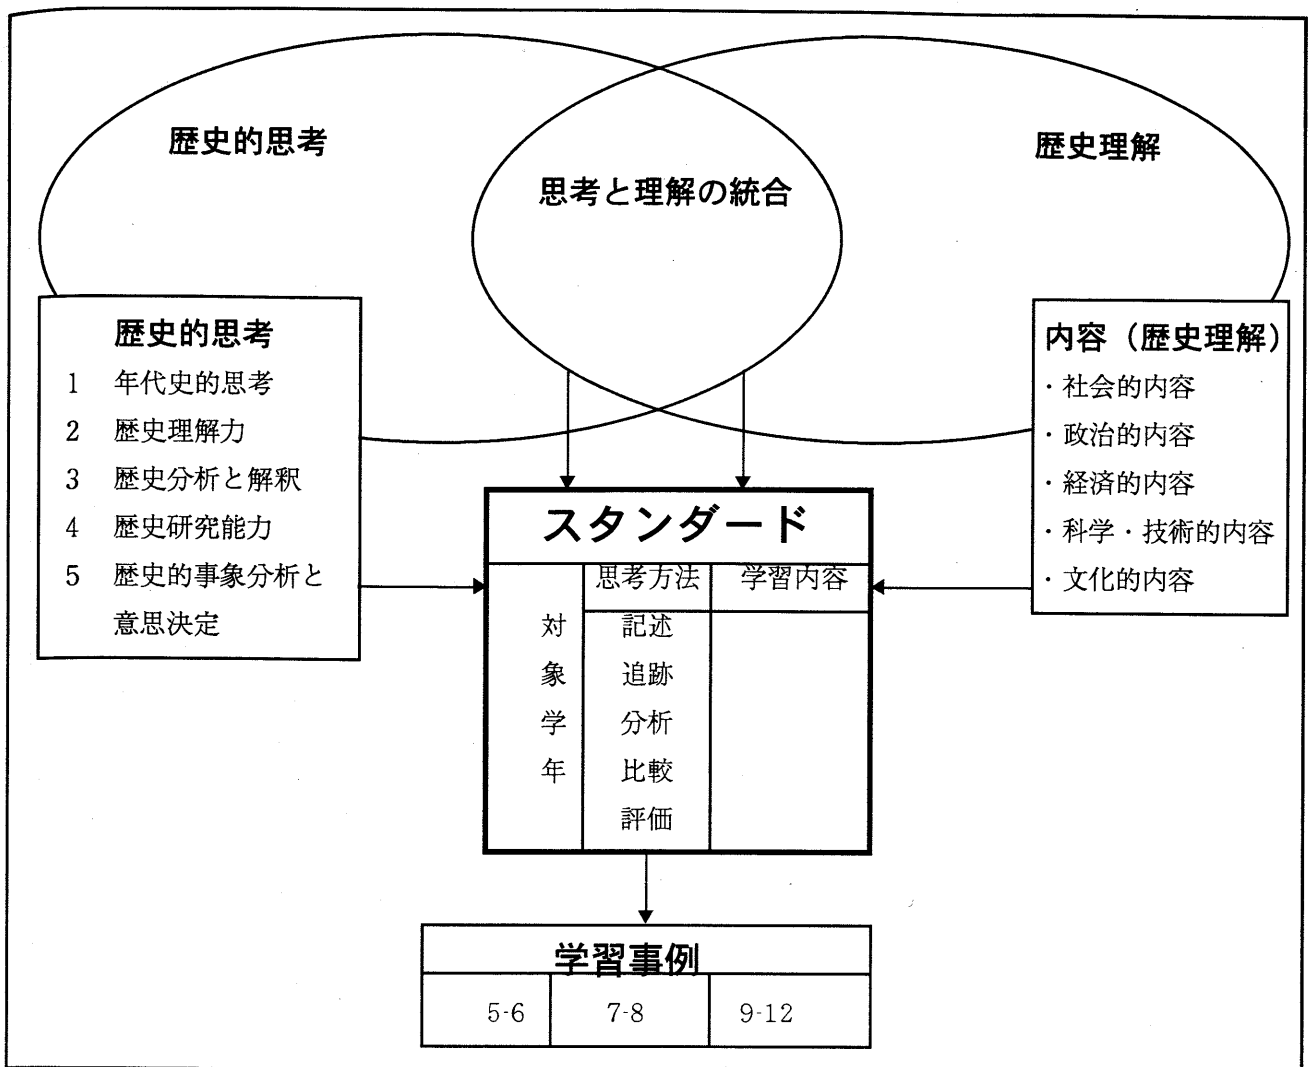 歴史的思考
歴史理解
思考と理解の統合
歴史的思考
1 年代史的思考
2 歴史理解力
3 歴史分析と解釈
4 歴史研究能力
5 歴史的事象分析と
意思決定
内容（歴史理解）
・社会的内容
・政治的内容
・経済的内容
・科学・技術的内容
・文化的内容
スタンダード
思考方法 学習内容
対象学年
記述
追跡
分析
比較
評価
学習事例
5-6 7-8 9-12